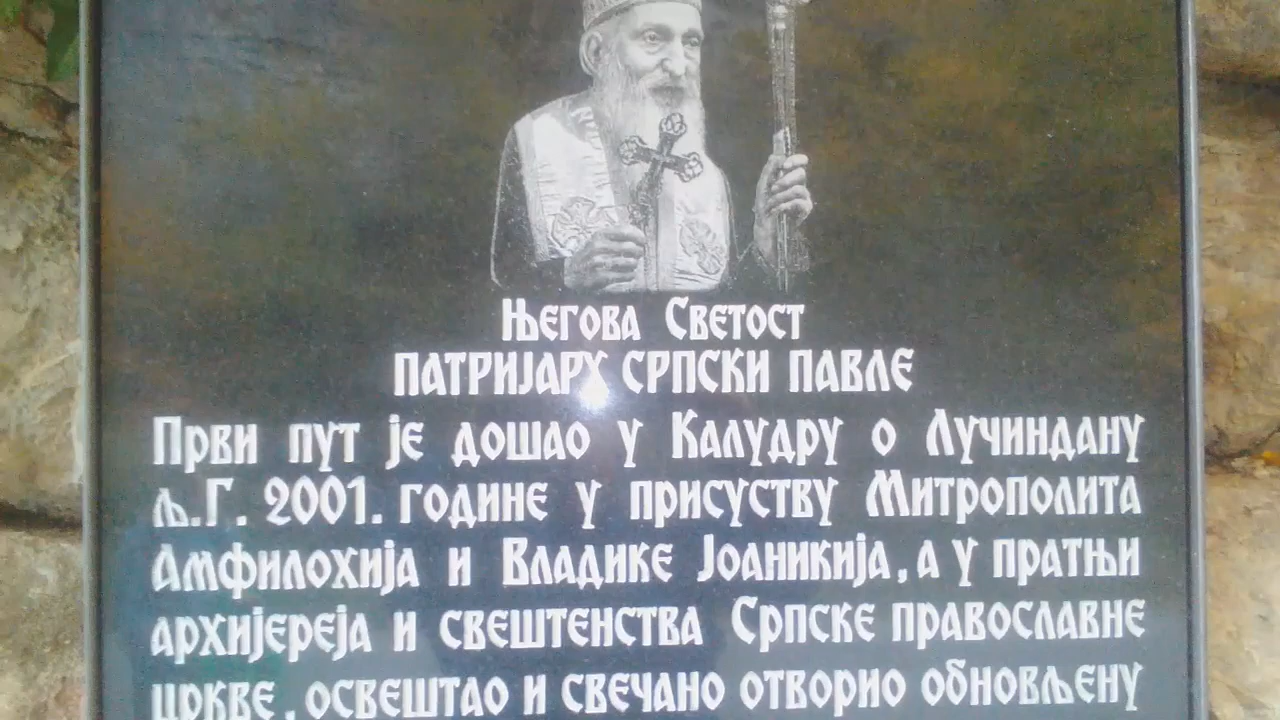 Његова Светост
ПАТРИЈАРХ СРПСКИ ПАВЛЕ
Први пут је дошао у Калудру о Лучиндану
љ.Г. 2001. године у присуству Митрополита
Амфилохија и Владике Јоаникија, а у пратњи
архијереја и свештенства Српске православне
цркве, освештао и свечано отворио обновљену